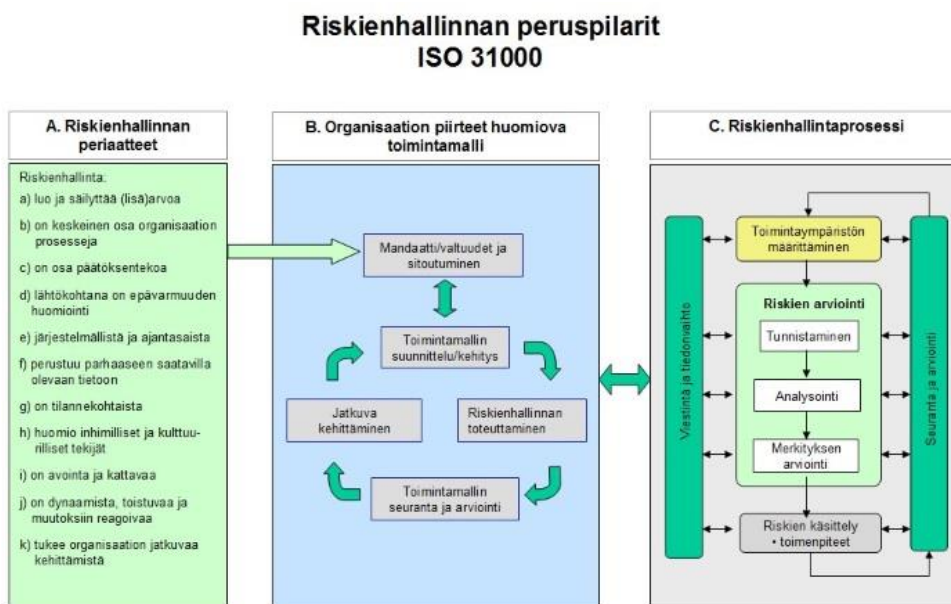 Riskienhallinnan peruspilarit
ISO 31000
A. Riskienhallinnan
periaatteet
Riskienhallinta:
a) luo ja säilyttää (lisä)arvoa
b) on keskeinen osa organisaation
prosesseja
c) on osa päätöksentekoa
d) lähtökohtana on epävarmuuden
huomiointi
e) järjestelmällistä ja ajantasaista
f) perustuu parhaaseen saatavilla
olevaan tietoon
g) on tilannekohtaista
h) huomio inhimilliset ja kulttuu-
rilliset tekijät
i) on avointa ja kattavaa
j) on dynaamista, toistuvaa ja
muutoksiin reagoivaa
k) tukee organisaation jatkuvaa
kehittämistä
B. Organisaation piirteet huomiova
toimintamalli
Mandaatti/valtuudet ja
sitoutuminen
Toimintamallin
suunnittelu/kehitys
Jatkuva
kehittäminen
Riskienhallinnan
toteuttaminen
Toimintamallin
seuranta ja arviointi
C. Riskienhallintaprosessi
Viestintä ja tiedonvaihto
Toimintaympäristön
määrittäminen
Riskien arviointi
Tunnistaminen
Analysointi
Merkityksen
arviointi
Riskien käsittely
• toimenpiteet
Seuranta ja arviointi